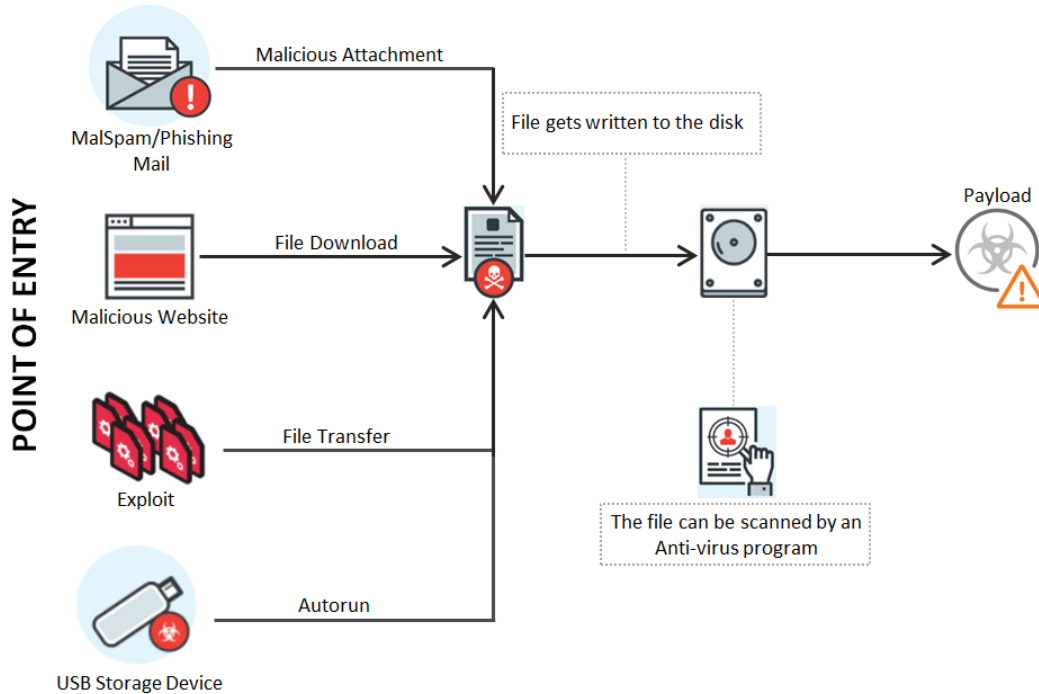 POINT OF ENTRY
Malicious Attachment
MalSpam/Phishing
Mail
File gets written to the disk
Payload
File Download
Malicious Website
File Transfer
Exploit
The file can be scanned by an
Anti-virus program
Autorun
USB Storage Device